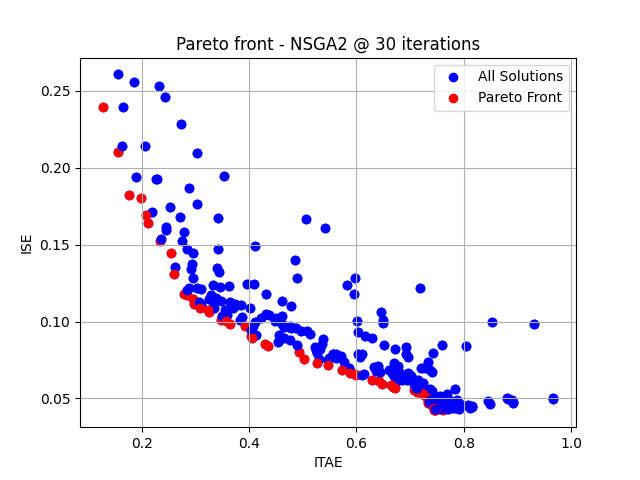 Pareto front - NSGA2 @ 30 iterations
All Solutions
Pareto Front
ISE
0.25
0.20
0.15
0.10
0.05
0.2 0.4 0.6 0.8 1.0
ITAE